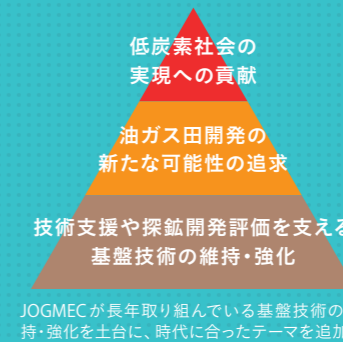 低炭素社会の
実現への貢献
油ガス田開発の
新たな可能性の追求
技術支援や探鉱開発評価を支える
基盤技術の維持・強化
JOGMECが長年取り組んでいる基盤技術の
持・強化を土台に、時代に合ったテーマを追加